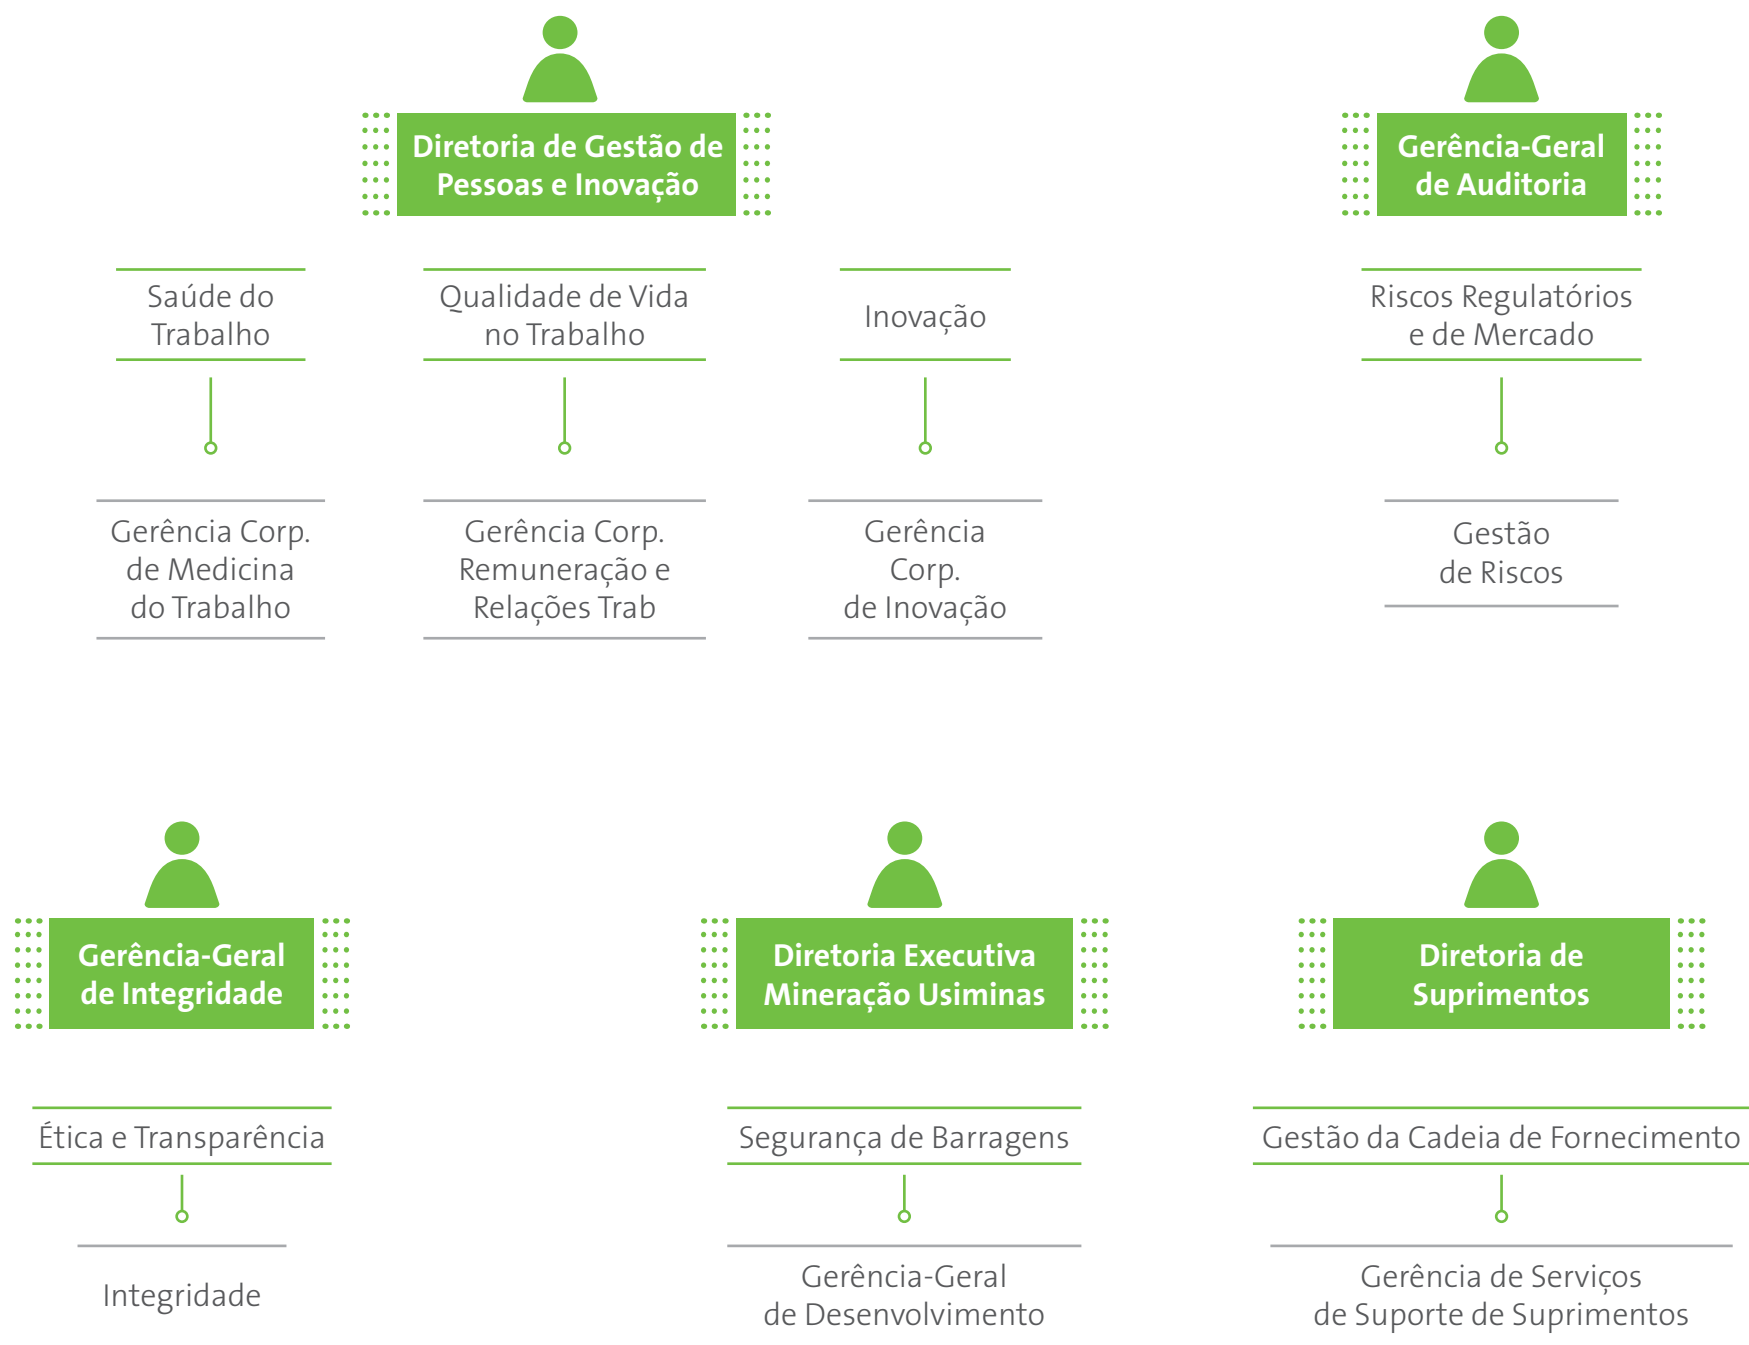 Diretoria de Gestão de
Pessoas e Inovação
Gerência-Geral
de Auditoria
Saúde do
Trabalho
Qualidade de Vida
no Trabalho
Inovação
Riscos Regulatórios
e de Mercado
Gerência Corp.
de Medicina
do Trabalho
Gerência Corp.
Remuneração e
Relações Trab
Gerência
Corp.
de Inovação
Gestão
de Riscos
Gerência-Geral
de Integridade
Diretoria Executiva
Mineração Usiminas
Diretoria de
Suprimentos
Ética e Transparência
Segurança de Barragens
Gestão da Cadeia de Fornecimento
Integridade
Gerência-Geral
de Desenvolvimento
Gerência de Serviços
de Suporte de Suprimentos